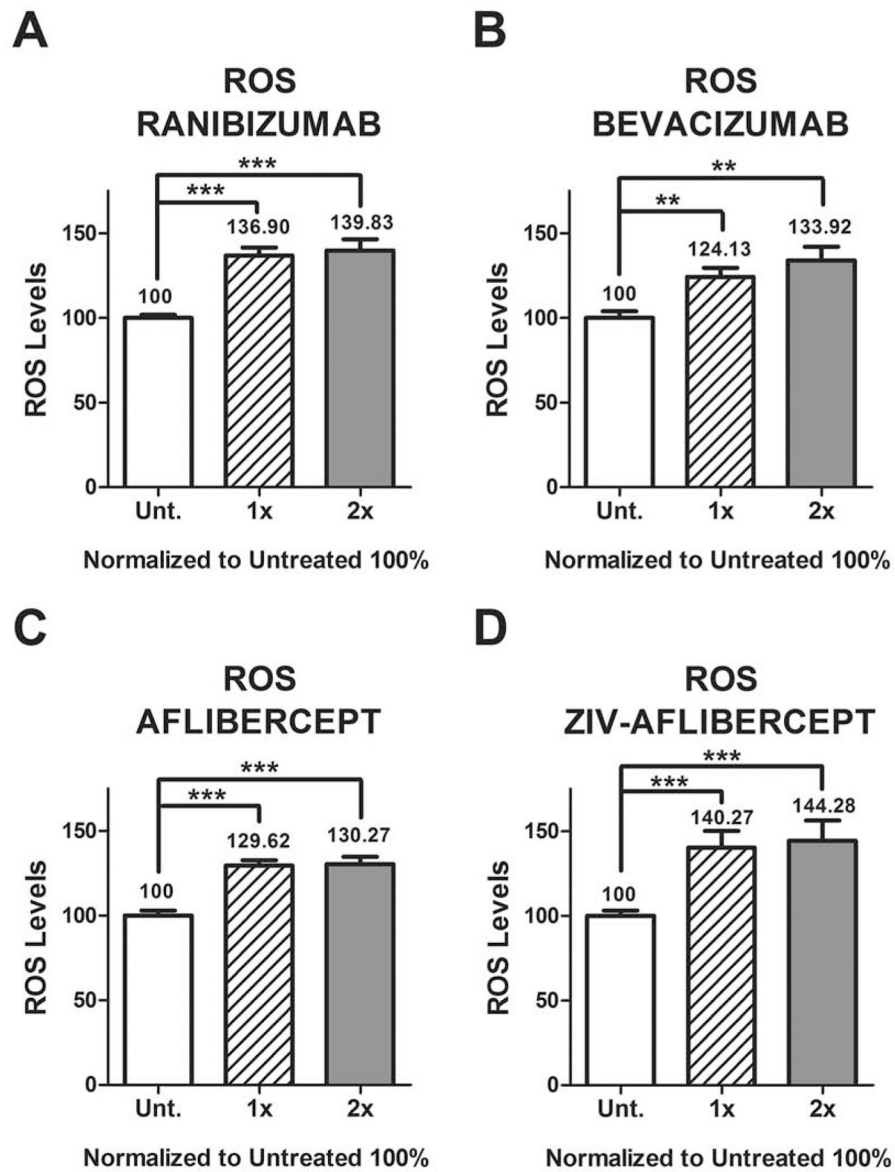 A
ROS
RANIBIZUMAB
***
***
136.90
139.83
100
150
100
50
0
ROS Levels
Unt. 1x 2x
Normalized to Untreated 100%
B
ROS
BEVACIZUMAB
**
**
124.13
133.92
100
150
100
50
0
ROS Levels
Unt. 1x 2x
Normalized to Untreated 100%
C
ROS
AFLIBERCEPT
***
***
129.62
130.27
100
150
100
50
0
ROS Levels
Unt. 1x 2x
Normalized to Untreated 100%
D
ROS
ZIV-AFLIBERCEPT
***
***
140.27
144.28
100
150
100
50
0
ROS Levels
Unt. 1x 2x
Normalized to Untreated 100%